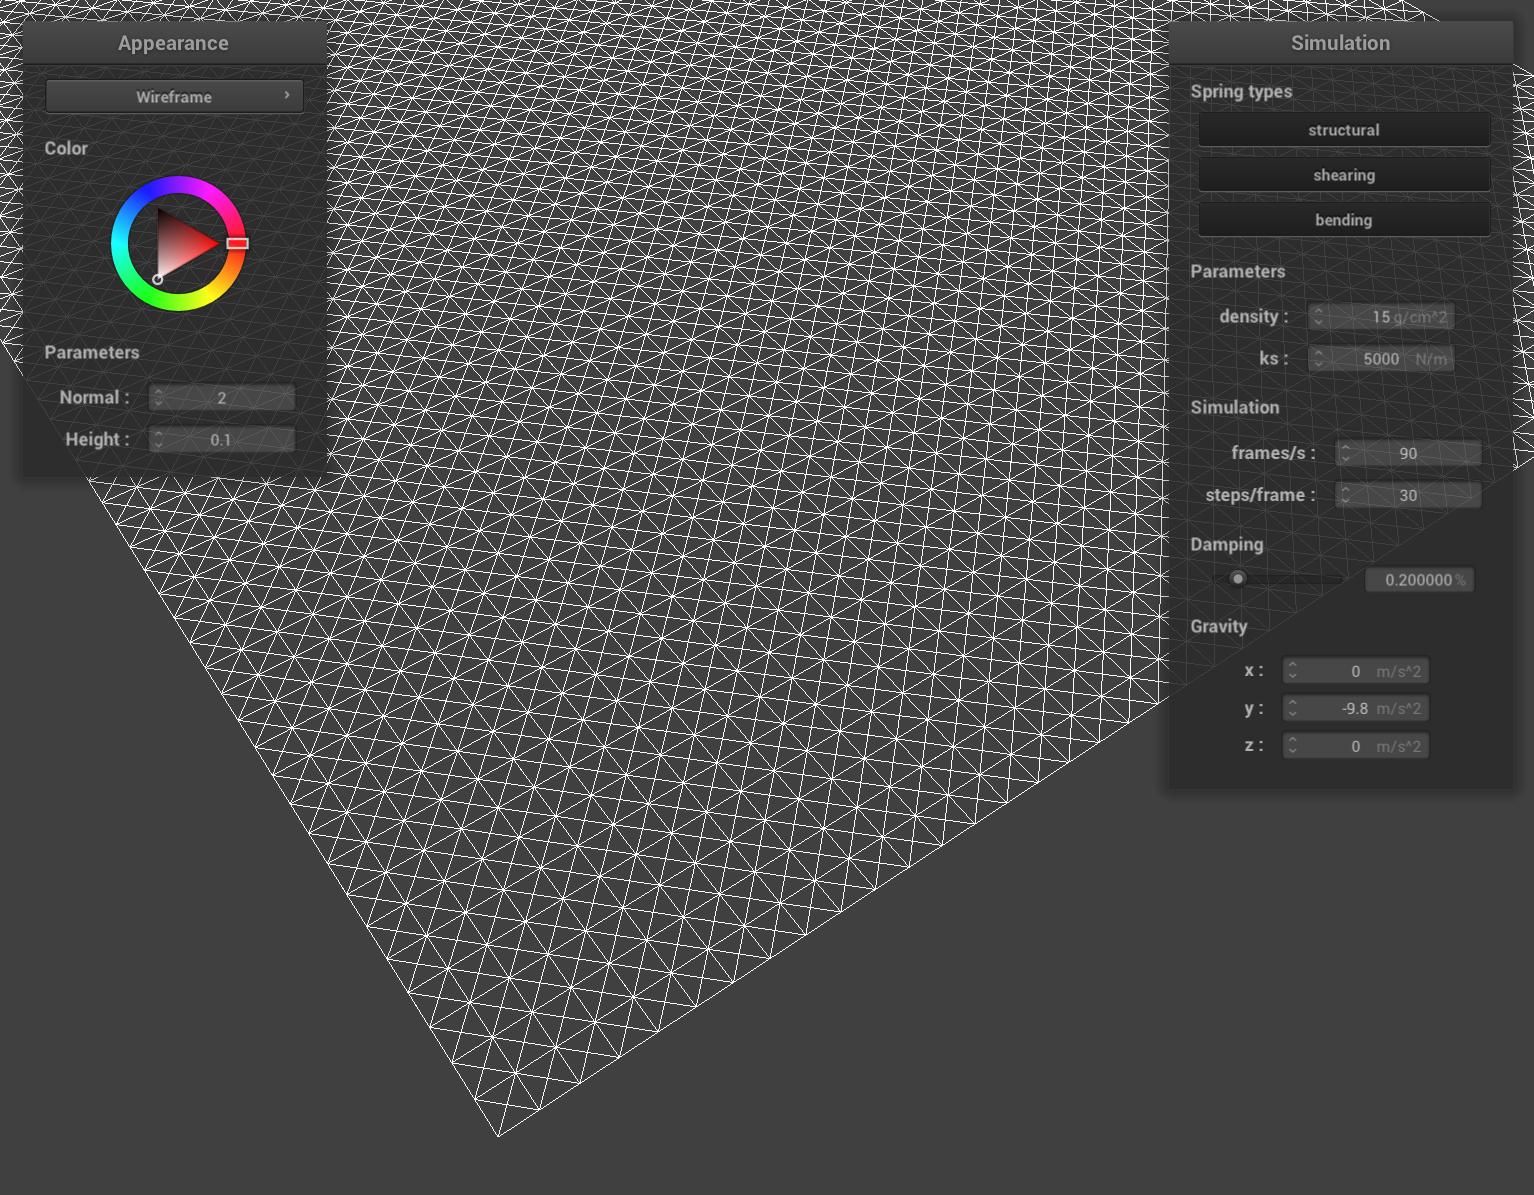 Appearance
Wireframe ›
Color
Parameters
Normal : 2
Height : 0.1
Simulation
Spring types
structural
shearing
bending
Parameters
density : 15 g/cm^2
ks : 5000 N/m
Simulation
frames/s : 90
steps/frame : 30
Damping
0.200000 %
Gravity
x : 0 m/s^2
y : -9.8 m/s^2
z : 0 m/s^2